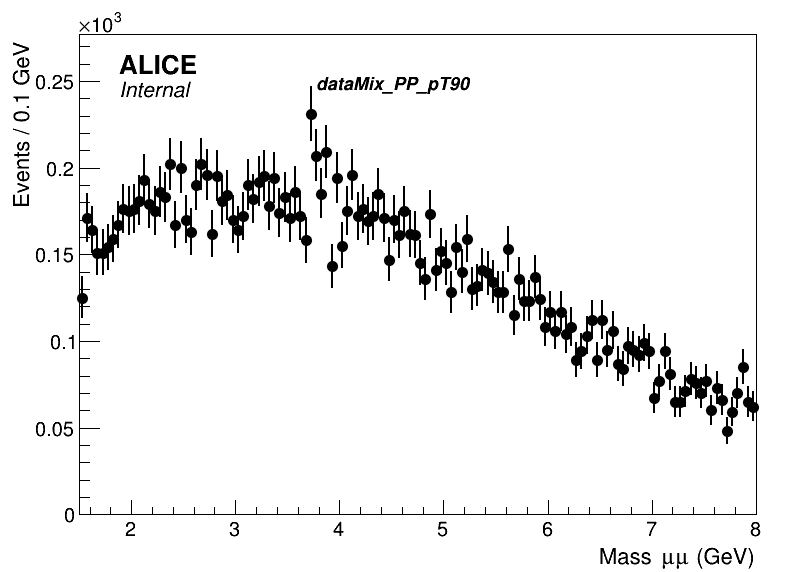 ×10³
Events / 0.1 GeV
ALICE
Internal
dataMix_PP_pT90
0.25
0.2
0.15
0.1
0.05
0
2 3 4 5 6 7 8
Mass μμ (GeV)